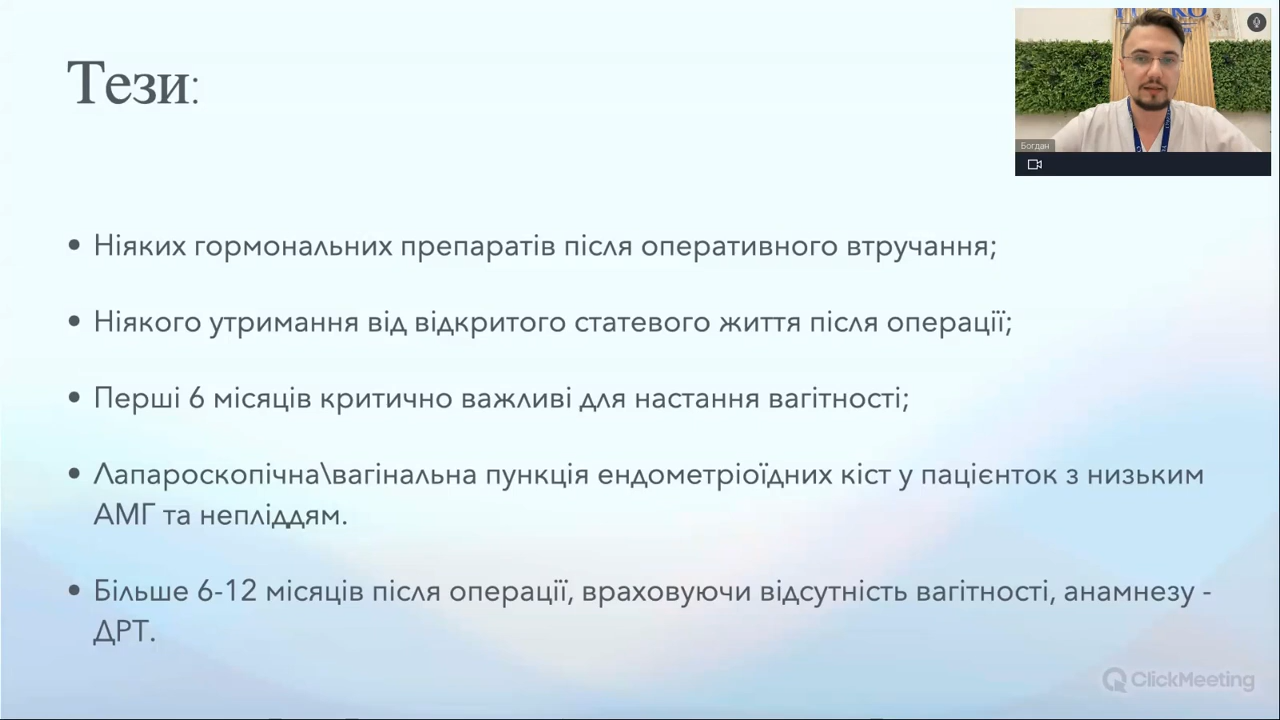 Тези:
Богдан
• Ніяких гормональних препаратів після оперативного втручання;
• Ніякого утримання від відкритого статевого життя після операції;
• Перші 6 місяців критично важливі для настання вагітності;
• Лапароскопічна\вагінальна пункція ендометріоїдних кіст у пацієнток з низьким
АМГ та непліддям.
• Більше 6-12 місяців після операції, враховуючи відсутність вагітності, анамнезу -
ДРТ.
ClickMeeting